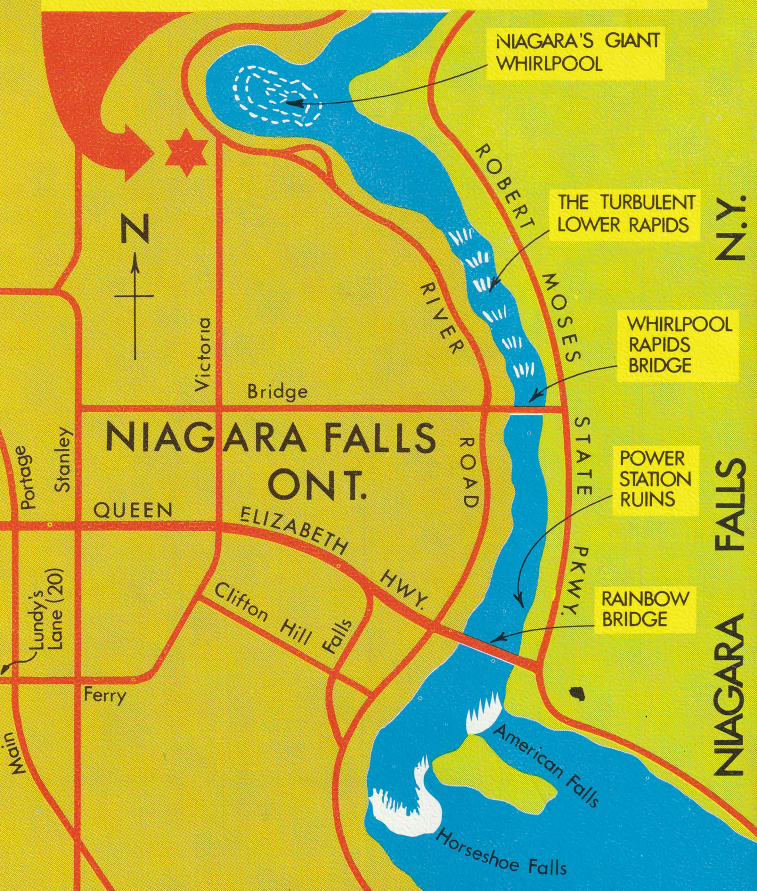 NIAGARA'S GIANT
WHIRLPOOL
ROBERT
MOSES
STATE
PKWY.
THE TURBULENT
LOWER RAPIDS
N.Y.
N
RIVER
ROAD
WHIRLPOOL
RAPIDS
BRIDGE
Victoria
Bridge
NIAGARA FALLS
ONT.
Portage
Stanley
QUEEN
ELIZABETH
HWY.
POWER
STATION
RUINS
NIAGARA FALLS
Lundy's
Lane (20)
Clifton Hill
Falls
RAINBOW
BRIDGE
Ferry
Main
American Falls
Horseshoe Falls